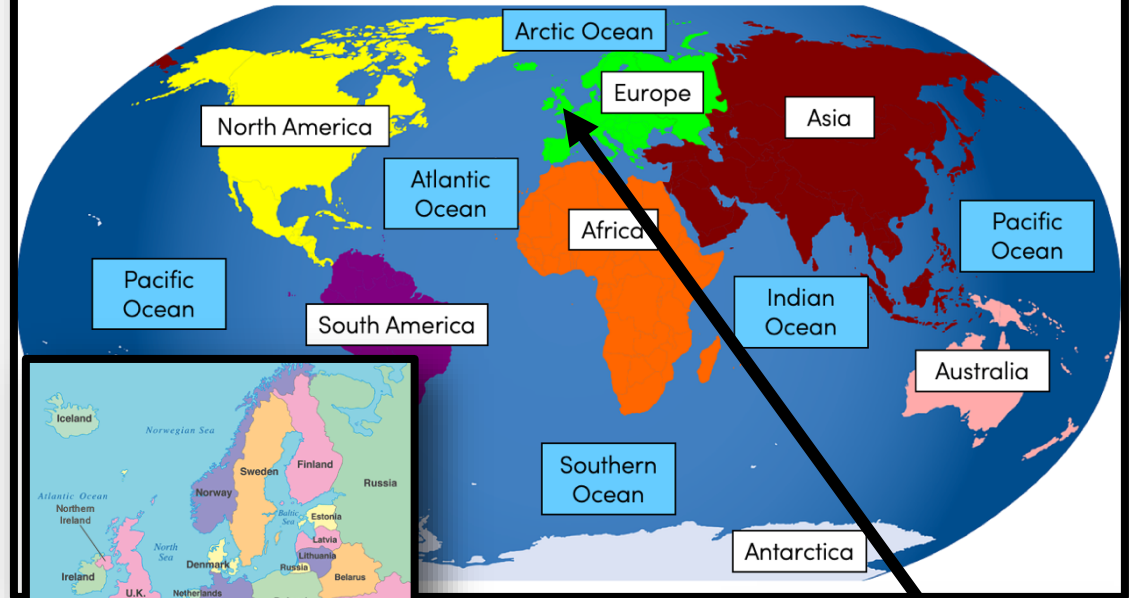 Arctic Ocean
Europe
Asia
North America
Atlantic
Ocean
Africa
Pacific
Ocean
Pacific
Ocean
Indian
Ocean
South America
Australia
Southern
Ocean
Antarctica
Iceland
Norwegian Sea
Finland
Sweden
Russia
Norway
Atlantic Ocean
Northern
Ireland
Baltic
Sea
Estonia
North
Sea
Latvia
Lithuania
Denmark
Russia
Ireland
Belarus
U.K.
Netherlands